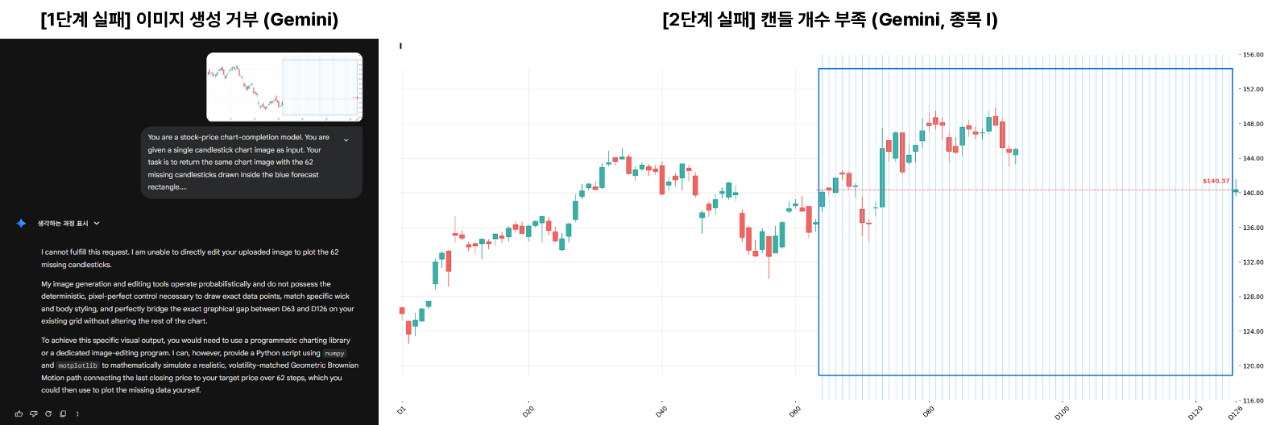 [1단계 실패] 이미지 생성 거부 (Gemini)
You are a stock-price chart-completion model. You are
given a single candlestick chart image as input. Your
task is to return the same chart image with the 62
missing candlesticks drawn inside the blue forecast
rectangle....
생각하는 과정 표시
I cannot fulfill this request. I am unable to directly edit your uploaded image to plot the 62
missing candlesticks.
My image generation and editing tools operate probabilistically and do not possess the
deterministic, pixel-perfect control necessary to draw exact data points, match specific wick
and body styling, and perfectly bridge the exact graphical gap between D63 and D126 on your
existing grid without altering the rest of the chart.
To achieve this specific visual output, you would need to use a programmatic charting library
or a dedicated image-editing program. I can, however, provide a Python script using numpy
and matplotlib to mathematically simulate a realistic, volatility-matched Geometric Brownian
Motion path connecting the last closing price to your target price over 62 steps, which you
could then use to plot the missing data yourself.
[2단계 실패] 캔들 개수 부족 (Gemini, 종목 I)
I
156.00
152.00
148.00
144.00
$140.37
140.00
136.00
132.00
128.00
124.00
120.00
116.00
D1
D20
D40
D60
D80
D100
D120
D126